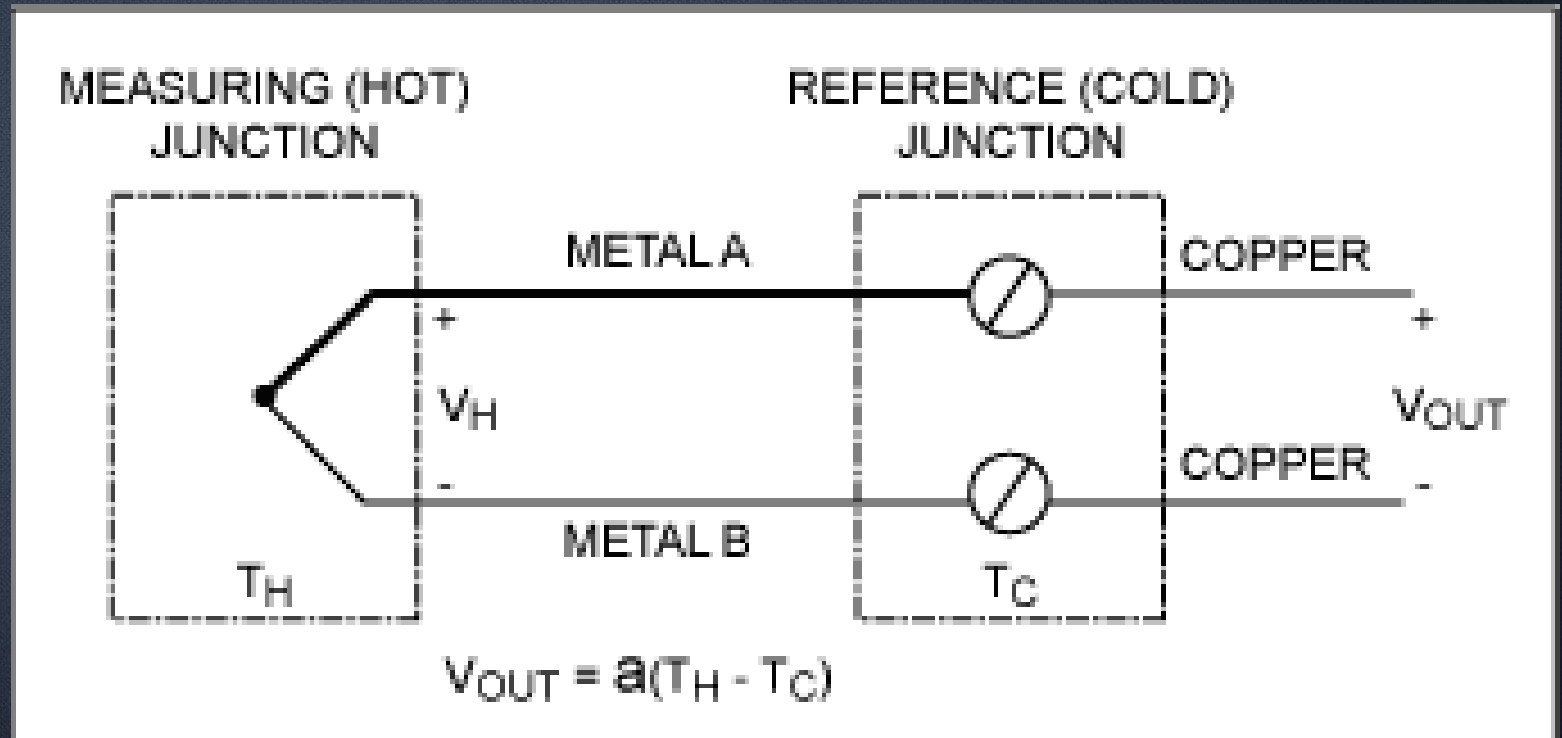 MEASURING (HOT)
JUNCTION
REFERENCE (COLD)
JUNCTION
METAL A
COPPER
+
+
VH
VOUT
-
COPPER
-
METAL B
TH
TC
VOUT = a(TH - TC)